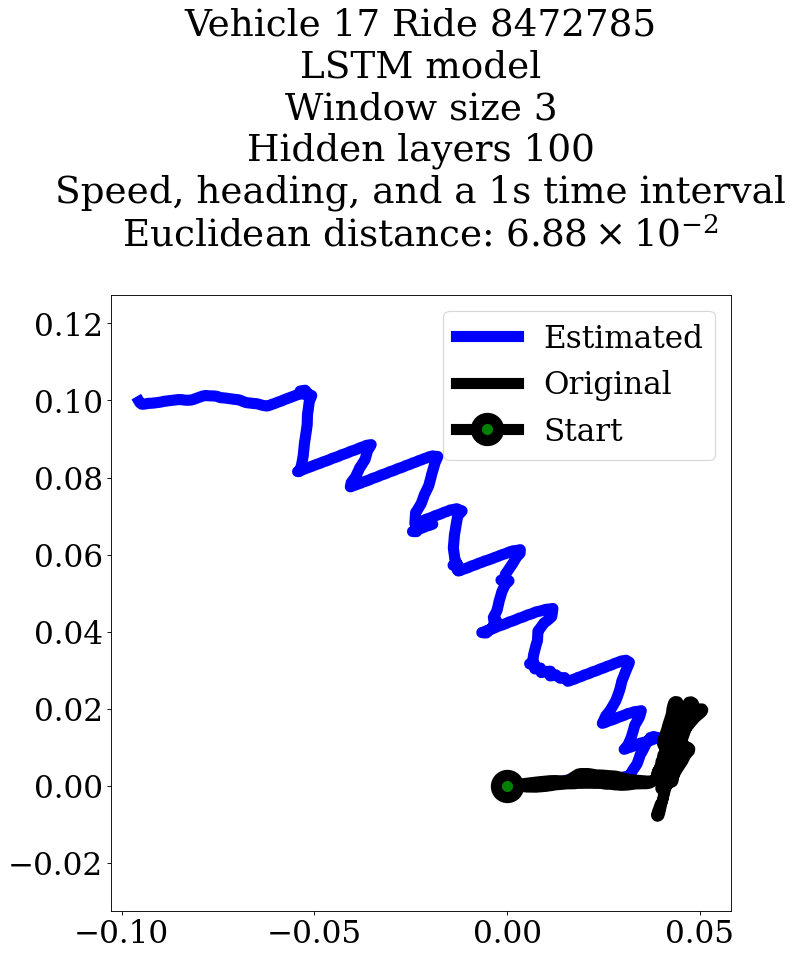 Vehicle 17 Ride 8472785
LSTM model
Window size 3
Hidden layers 100
Speed, heading, and a 1s time interval
Euclidean distance: 6.88 × 10⁻²
Estimated
Original
Start
0.12
0.10
0.08
0.06
0.04
0.02
0.00
−0.02
−0.10
−0.05
0.00
0.05